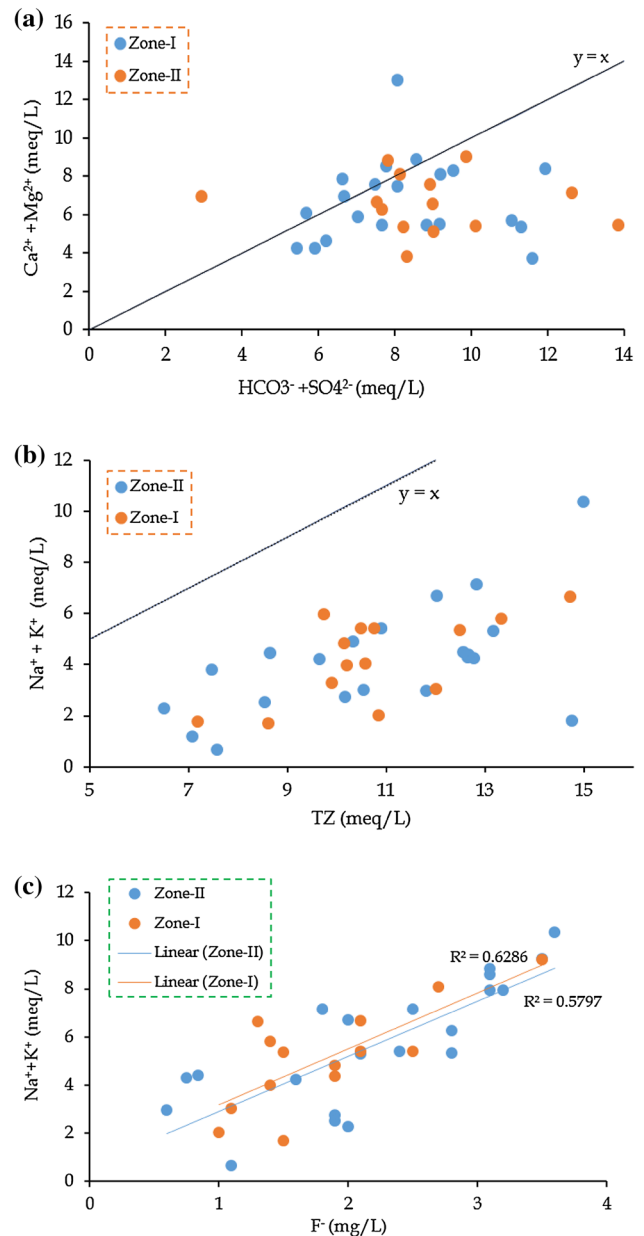 (a)
16
14
12
10
8
6
4
2
0
Ca²⁺ +Mg²⁺ (meq/L)
Zone-I
Zone-II
y = x
0 2 4 6 8 10 12 14
HCO3⁻ +SO4²⁻ (meq/L)
(b)
12
10
8
6
4
2
0
Na⁺ + K⁺ (meq/L)
Zone-II
Zone-I
y = x
5 7 9 11 13 15
TZ (meq/L)
(c)
12
10
8
6
4
2
0
Na⁺+K⁺ (meq/L)
Zone-II
Zone-I
Linear (Zone-II)
Linear (Zone-I)
R² = 0.6286
R² = 0.5797
0 1 2 3 4
F⁻ (mg/L)